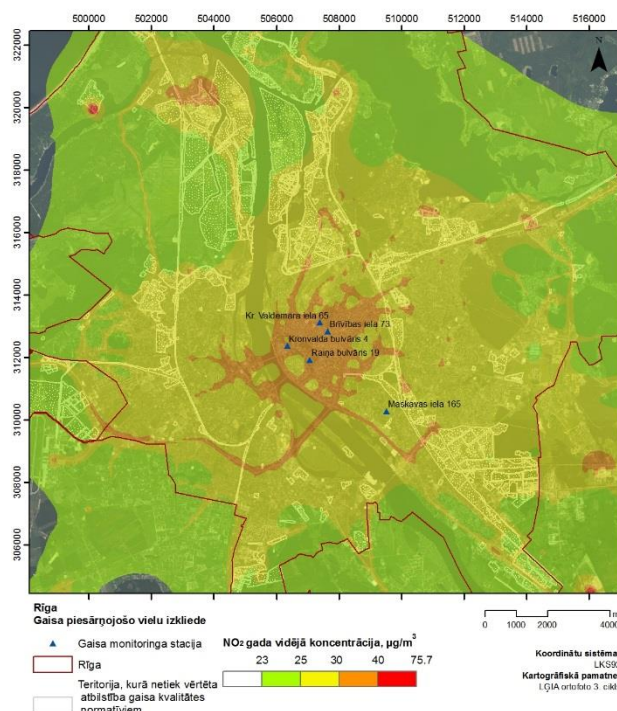 500000 502000 504000 506000 508000 510000 512000 514000 516000
322000
320000
318000
316000
314000
312000
310000
308000
306000
Kr. Valdemāra iela 65
Brīvības iela 73
Kronvalda bulvāris 4
Raiņa bulvāris 19
Maskavas iela 165
Rīga
Gaisa piesārņojošo vielu izkliede
Gaisa monitoringa stacija
Rīga
Teritorija, kurā netiek vērtēta
atbilstība gaisa kvalitātes
normatīviem
NO2 gada vidējā koncentrācija, µg/m³
23 25 30 40 75.7
0 1000 2000 4000
Koordinātu sistēma
LKS92
Kartogrāfiskā pamatne
LĢIA ortofoto 3. cikls